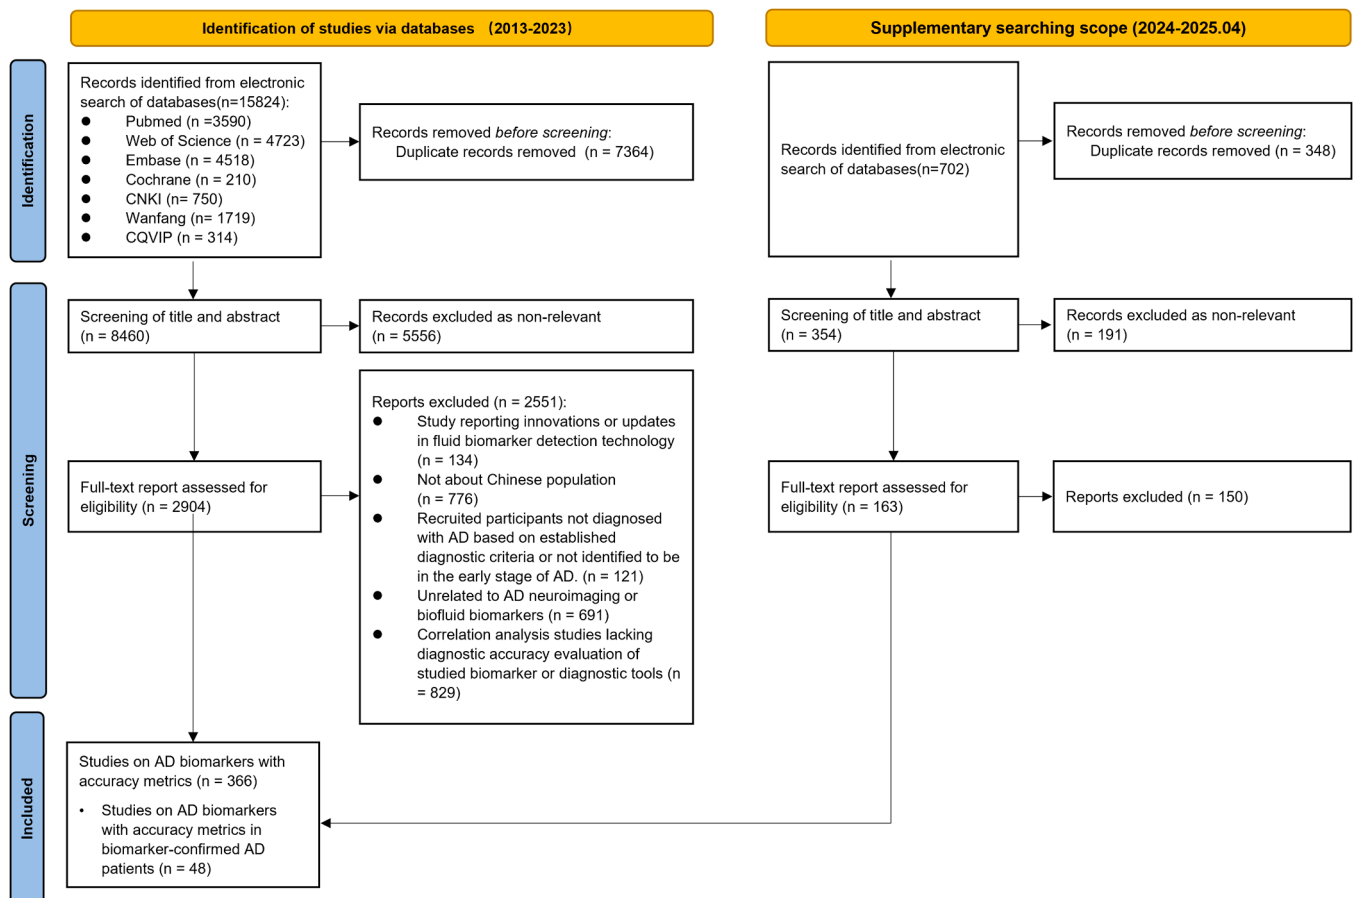 Identification of studies via databases （2013-2023）
Identification
Records identified from electronic
search of databases(n=15824):
● Pubmed (n =3590)
● Web of Science (n = 4723)
● Embase (n = 4518)
● Cochrane (n = 210)
● CNKI (n= 750)
● Wanfang (n= 1719)
● CQVIP (n = 314)
Records removed before screening:
Duplicate records removed (n = 7364)
Supplementary searching scope (2024-2025.04)
Records identified from electronic
search of databases(n=702)
Records removed before screening:
Duplicate records removed (n = 348)
Screening
Screening of title and abstract
(n = 8460)
Records excluded as non-relevant
(n = 5556)
Screening of title and abstract
(n = 354)
Records excluded as non-relevant
(n = 191)
Full-text report assessed for
eligibility (n = 2904)
Reports excluded (n = 2551):
● Study reporting innovations or updates
in fluid biomarker detection technology
(n = 134)
● Not about Chinese population
(n = 776)
● Recruited participants not diagnosed
with AD based on established
diagnostic criteria or not identified to be
in the early stage of AD. (n = 121)
● Unrelated to AD neuroimaging or
biofluid biomarkers (n = 691)
● Correlation analysis studies lacking
diagnostic accuracy evaluation of
studied biomarker or diagnostic tools (n
= 829)
Full-text report assessed for
eligibility (n = 163)
Reports excluded (n = 150)
Included
Studies on AD biomarkers with
accuracy metrics (n = 366)
• Studies on AD biomarkers
with accuracy metrics in
biomarker-confirmed AD
patients (n = 48)